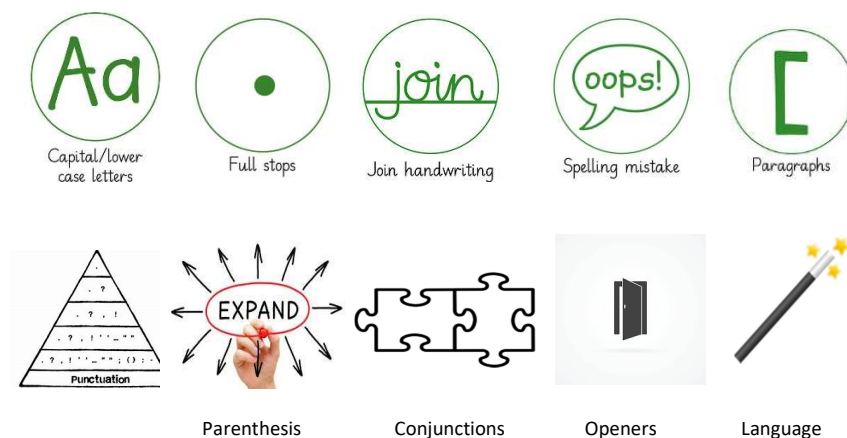 Aa
join
oops!
[
Capital/lower
case letters
Full stops
Join handwriting
Spelling mistake
Paragraphs
.
. ?
. ? , !
. ? , ! ' ' ... " "
. ? , ! ' ' ... " " ; ( ) : -
Punctuation
EXPAND
Parenthesis
Conjunctions
Openers
Language